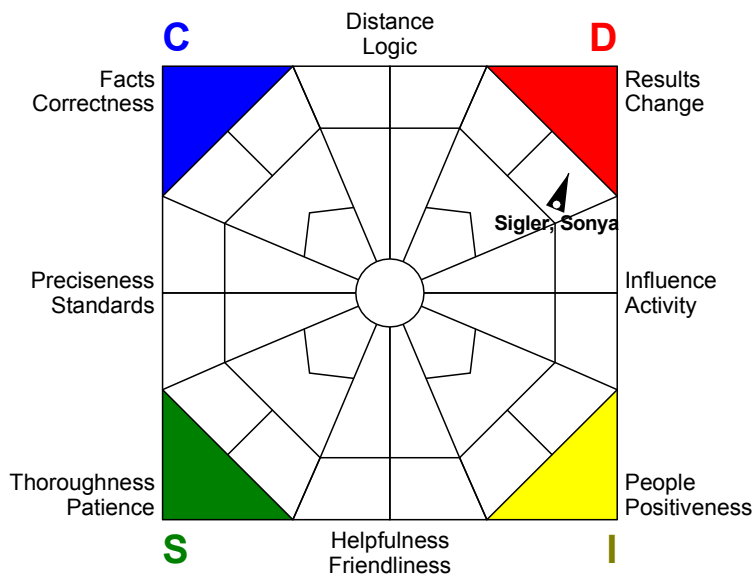 C
Distance
Logic
D
Facts
Correctness
Results
Change
Sigler, Sonya
Preciseness
Standards
Influence
Activity
Thoroughness
Patience
People
Positiveness
S
Helpfulness
Friendliness
I